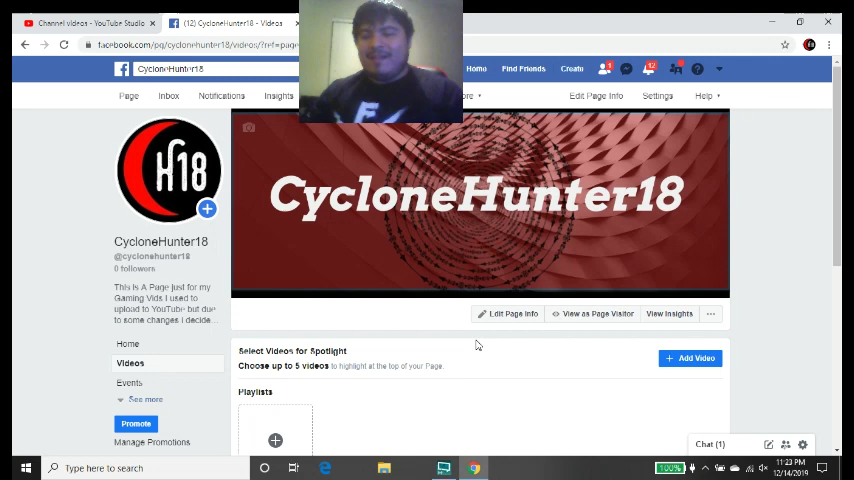 Channel videos - YouTube Studio
(12) CycloneHunter18 - Videos
facebook.com/pg/cyclonehunter18/videos/?ref=page
CycloneHunter18
Home
Find Friends
Create
1
12
Page
Inbox
Notifications
Insights
ore
Edit Page Info
Settings
Help
H18
CycloneHunter18
CycloneHunter18
@cyclonehunter18
0 followers
This Is A Page just for my
Gaming Vids I used to
upload to YouTube but due
to some changes I decide...
Edit Page Info
View as Page Visitor
View Insights
Home
Videos
Events
See more
Promote
Manage Promotions
Select Videos for Spotlight
Choose up to 5 videos to highlight at the top of your Page.
Add Video
Playlists
Chat (1)
Type here to search
100%
11:23 PM
12/14/2019